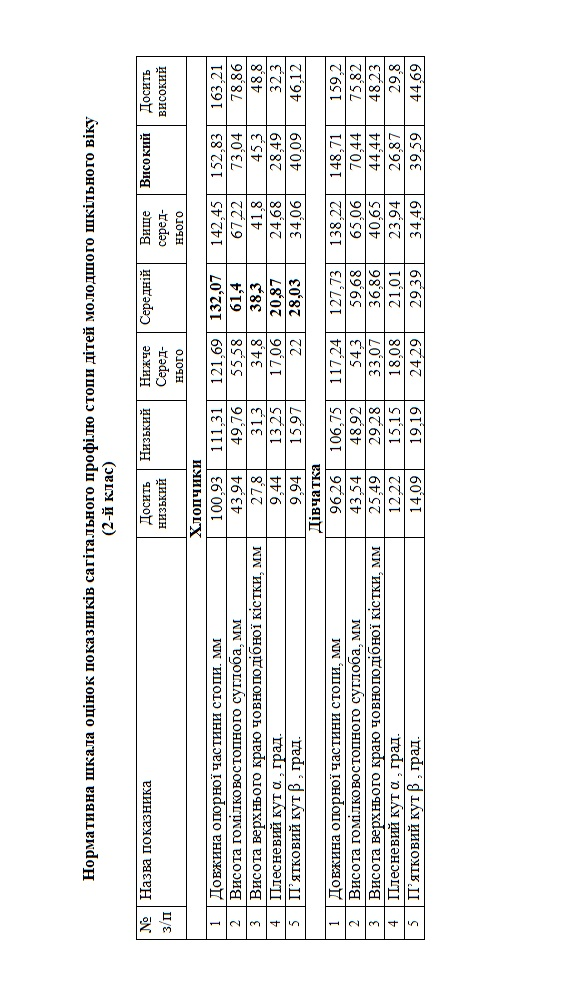 Нормативна шкала оцінок показників сагітального профілю стопи дітей молодшого шкільного віку
(2-й клас)
№ з/п Назва показника Досить низький Низький Нижче Серед- нього Середній Вище серед- нього Високий Досить високий
Хлопчики
1 Довжина опорної частини стопи. мм 100,93 111,31 121,69 132,07 142,45 152,83 163,21
2 Висота гомілковостопного суглоба, мм 43,94 49,76 55,58 61,4 67,22 73,04 78,86
3 Висота верхнього краю човноподібної кістки, мм 27,8 31,3 34,8 38,3 41,8 45,3 48,8
4 Плесневий кут α , град. 9,44 13,25 17,06 20,87 24,68 28,49 32,3
5 П’ятковий кут β , град. 9,94 15,97 22 28,03 34,06 40,09 46,12
Дівчатка
1 Довжина опорної частини стопи, мм 96,26 106,75 117,24 127,73 138,22 148,71 159,2
2 Висота гомілковостопного суглоба, мм 43,54 48,92 54,3 59,68 65,06 70,44 75,82
3 Висота верхнього краю човноподібної кістки, мм 25,49 29,28 33,07 36,86 40,65 44,44 48,23
4 Плесневий кут α , град. 12,22 15,15 18,08 21,01 23,94 26,87 29,8
5 П’ятковий кут β , град. 14,09 19,19 24,29 29,39 34,49 39,59 44,69